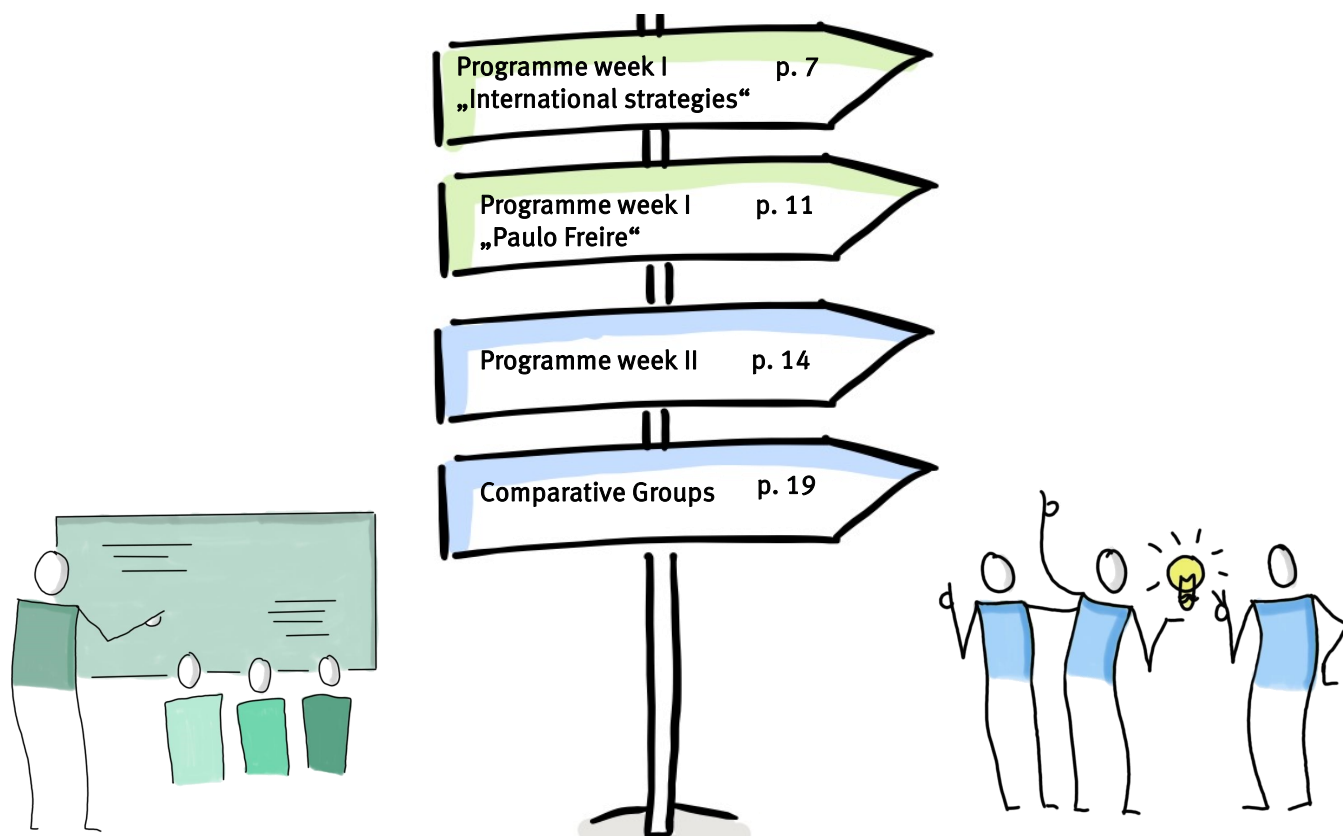 Programme week I p. 7
„International strategies“
Programme week I p. 11
„Paulo Freire“
Programme week II p. 14
Comparative Groups p. 19